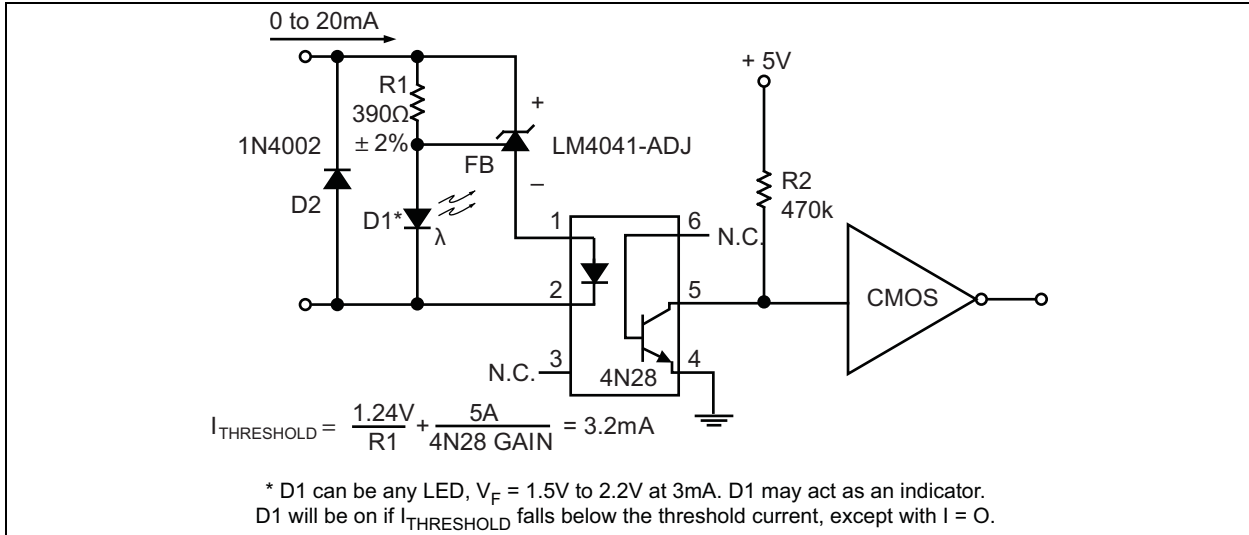 0 to 20mA
+ 5V
R1
390Ω
± 2%
+
1N4002
LM4041-ADJ
FB
–
D2
D1*
λ
R2
470k
1
6
N.C.
2
5
CMOS
3
N.C.
4
4N28
I_THRESHOLD = 1.24V/R1 + 5A/4N28 GAIN = 3.2mA
* D1 can be any LED, V_F = 1.5V to 2.2V at 3mA. D1 may act as an indicator.
D1 will be on if I_THRESHOLD falls below the threshold current, except with I = O.